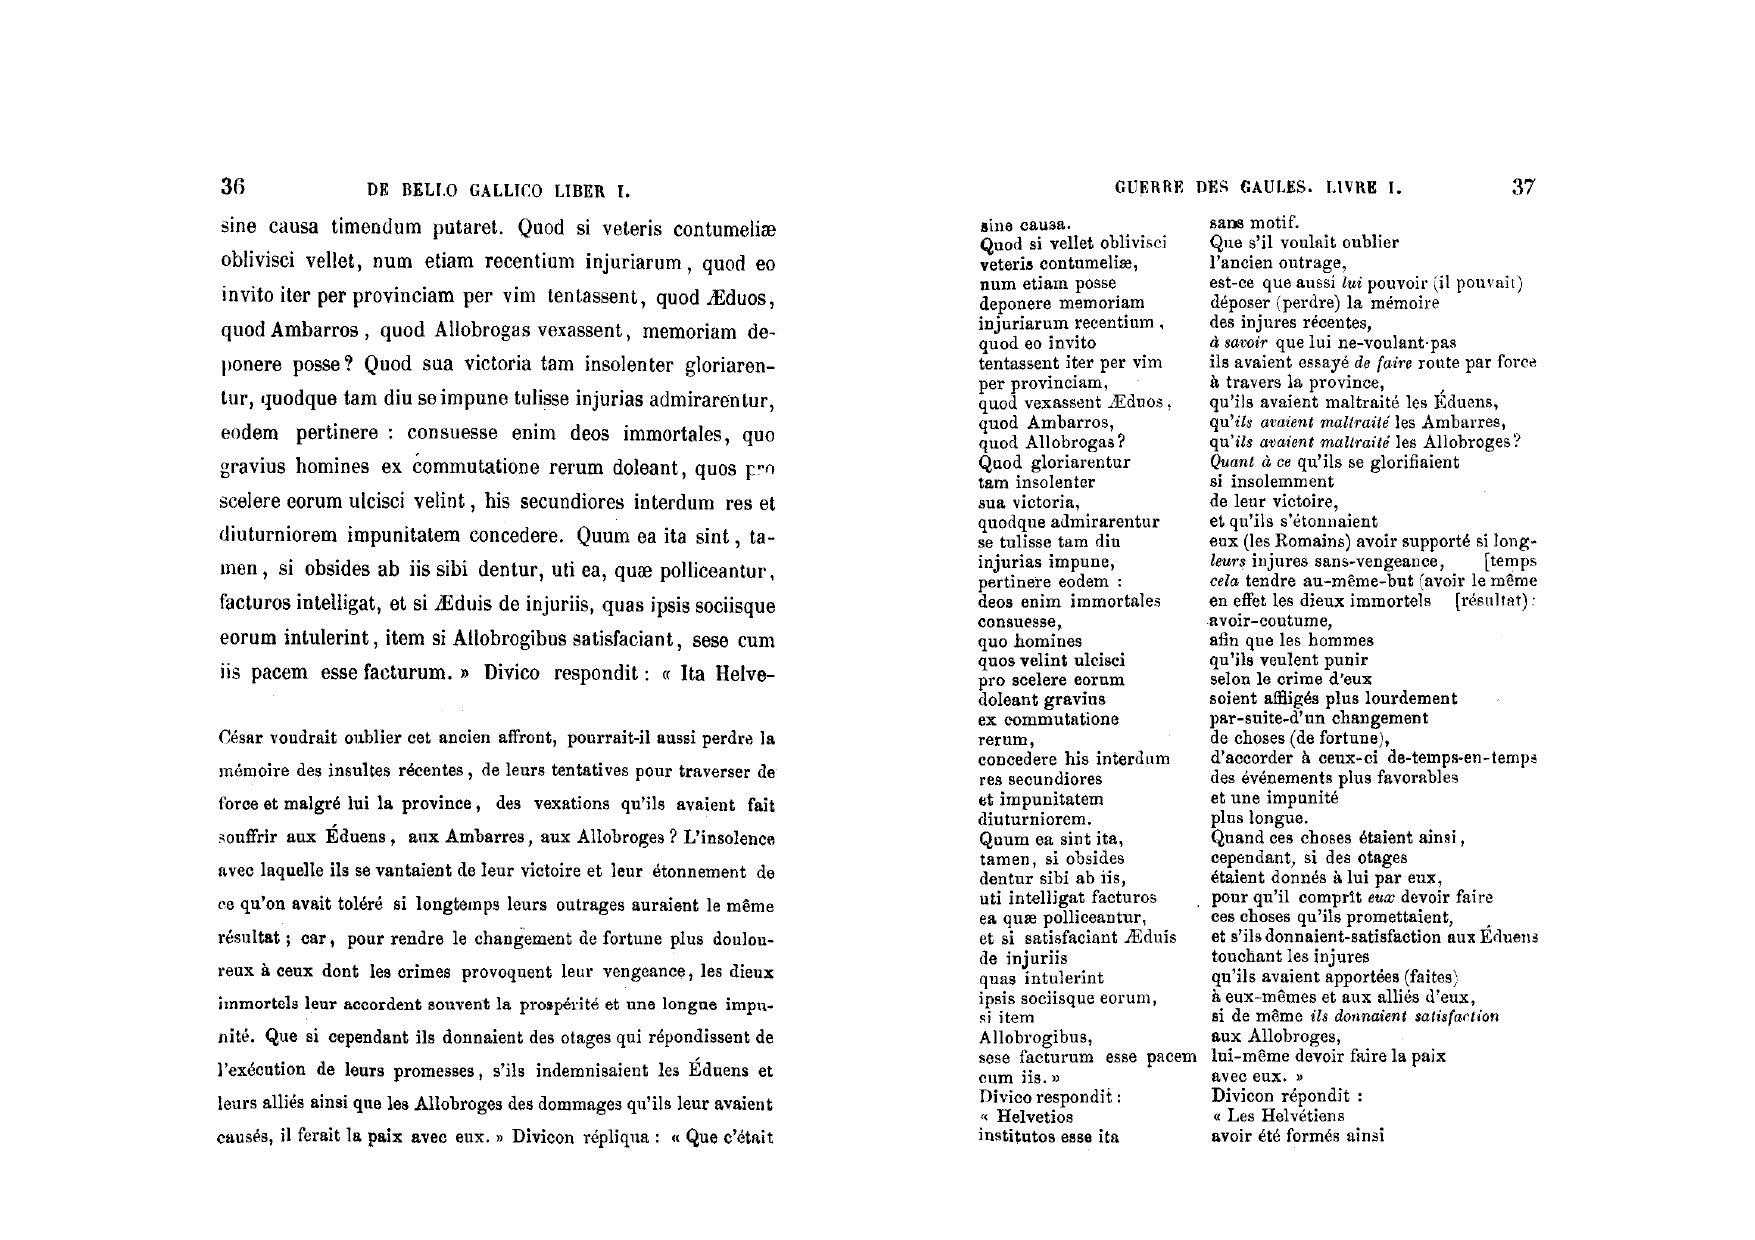 36 DE BELLO GALLICO LIBER I.
sine causa timendum putaret. Quod si veteris contumeliæ
oblivisci vellet, num etiam recentium injuriarum, quod eo
invito iter per provinciam per vim tentassent, quod Æduos,
quod Ambarros, quod Allobrogas vexassent, memoriam de-
ponere posse? Quod sua victoria tam insolenter gloriaren-
tur, quodque tam diu se impune tulisse injurias admirarentur,
eodem pertinere : consuesse enim deos immortales, quo
gravius homines ex commutatione rerum doleant, quos pro
scelere eorum ulcisci velint, his secundiores interdum res et
diuturniorem impunitatem concedere. Quum ea ita sint, ta-
men, si obsides ab iis sibi dentur, uti ea, quæ polliceantur,
facturos intelligat, et si Æduis de injuriis, quas ipsis sociisque
eorum intulerint, item si Allobrogibus satisfaciant, sese cum
iis pacem esse facturum. » Divico respondit : « Ita Helve-
César voudrait oublier cet ancien affront, pourrait-il aussi perdre la
mémoire des insultes récentes, de leurs tentatives pour traverser de
force et malgré lui la province, des vexations qu'ils avaient fait
souffrir aux Éduens, aux Ambarres, aux Allobroges ? L'insolence
avec laquelle ils se vantaient de leur victoire et leur étonnement de
ce qu'on avait toléré si longtemps leurs outrages auraient le même
résultat ; car, pour rendre le changement de fortune plus doulou-
reux à ceux dont les crimes provoquent leur vengeance, les dieux
immortels leur accordent souvent la prospérité et une longue impu-
nité. Que si cependant ils donnaient des otages qui répondissent de
l'exécution de leurs promesses, s'ils indemnisaient les Éduens et
leurs alliés ainsi que les Allobroges des dommages qu'ils leur avaient
causés, il ferait la paix avec eux. » Divicon répliqua : « Que c'était
GUERRE DES GAULES. LIVRE I. 37
sine causa.
Quod si vellet oblivisci
veteris contumeliæ,
num etiam posse
deponere memoriam
injuriarum recentium,
quod eo invito
tentassent iter per vim
per provinciam,
quod vexassent Æduos,
quod Ambarros,
quod Allobrogas?
Quod gloriarentur
tam insolenter
sua victoria,
quodque admirarentur
se tulisse tam diu
injurias impune,
pertinere eodem :
deos enim immortales
consuesse,
quo homines
quos velint ulcisci
pro scelere eorum
doleant gravius
ex commutatione
rerum,
concedere his interdum
res secundiores
et impunitatem
diuturniorem.
Quum ea sint ita,
tamen, si obsides
dentur sibi ab iis,
uti intelligat facturos
ea quæ polliceantur,
et si satisfaciant Æduis
de injuriis
quas intulerint
ipsis sociisque eorum,
si item
Allobrogibus,
sese facturum esse pacem
cum iis. »
Divico respondit :
« Helvetios
institutos esse ita
sans motif.
Que s'il voulait oublier
l'ancien outrage,
est-ce que aussi lui pouvoir (il pouvait)
déposer (perdre) la mémoire
des injures récentes,
à savoir que lui ne-voulant-pas
ils avaient essayé de faire route par force
à travers la province,
qu'ils avaient maltraité les Éduens,
qu'ils avaient maltraité les Ambarres,
qu'ils avaient maltraité les Allobroges?
Quant à ce qu'ils se glorifiaient
si insolemment
de leur victoire,
et qu'ils s'étonnaient
eux (les Romains) avoir supporté si long-
leurs injures sans-vengeance, [temps
cela tendre au-même-but (avoir le même
en effet les dieux immortels [résultat) :
avoir-coutume,
afin que les hommes
qu'ils veulent punir
selon le crime d'eux
soient affligés plus lourdement
par-suite-d'un changement
de choses (de fortune),
d'accorder à ceux-ci de-temps-en-temps
des événements plus favorables
et une impunité
plus longue.
Quand ces choses étaient ainsi,
cependant, si des otages
étaient donnés à lui par eux,
pour qu'il comprît eux devoir faire
ces choses qu'ils promettaient,
et s'ils donnaient-satisfaction aux Éduens
touchant les injures
qu'ils avaient apportées (faites)
à eux-mêmes et aux alliés d'eux,
si de même ils donnaient satisfaction
aux Allobroges,
lui-même devoir faire la paix
avec eux. »
Divicon répondit :
« Les Helvétiens
avoir été formés ainsi